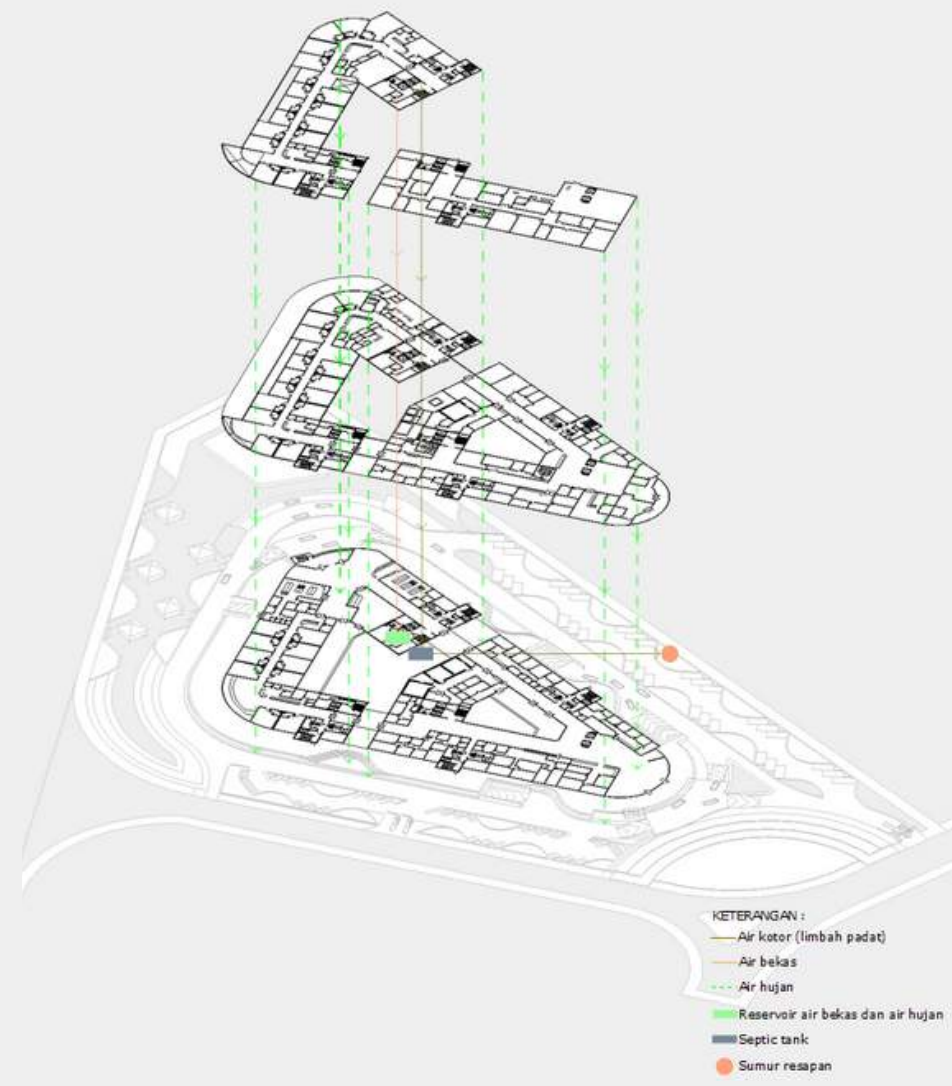 KETERANGAN :
Air kotor (limbah padat)
Air bekas
Air hujan
Reservoir air bekas dan air hujan
Septic tank
Sumur resapan